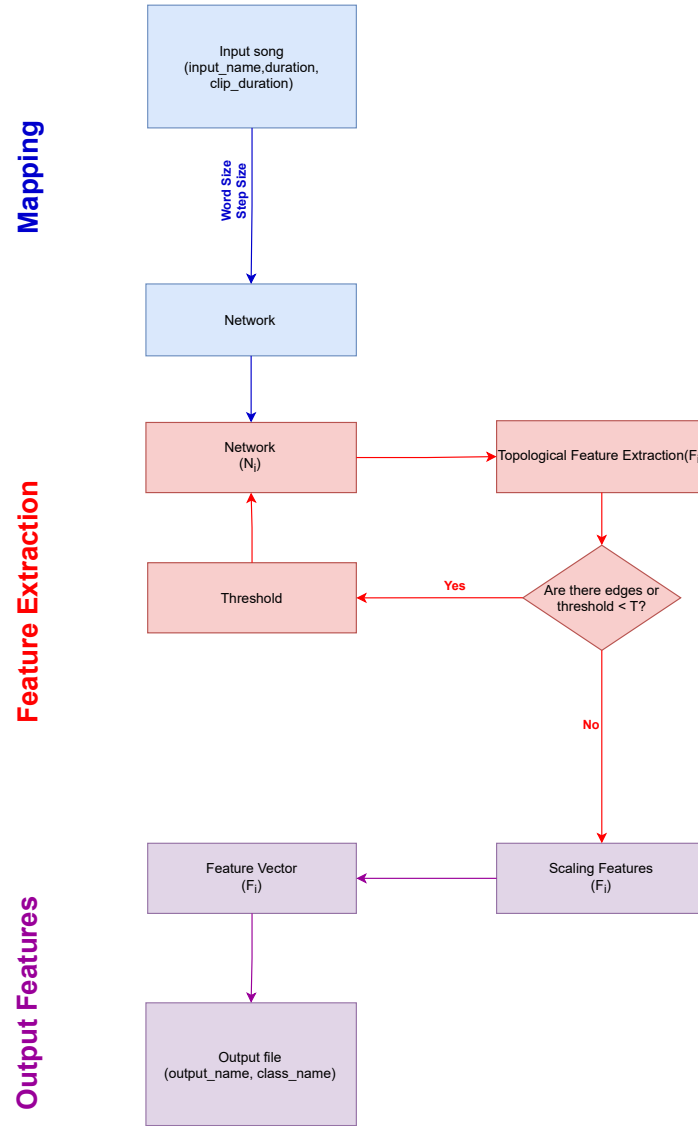 Mapping
Input song
(input_name,duration,
clip_duration)
Word Size
Step Size
Network
Feature Extraction
Network
(Nᵢ)
Topological Feature Extraction(Fᵢ
Threshold
Yes
Are there edges or
threshold < T?
No
Output Features
Feature Vector
(Fᵢ)
Scaling Features
(Fᵢ)
Output file
(output_name, class_name)